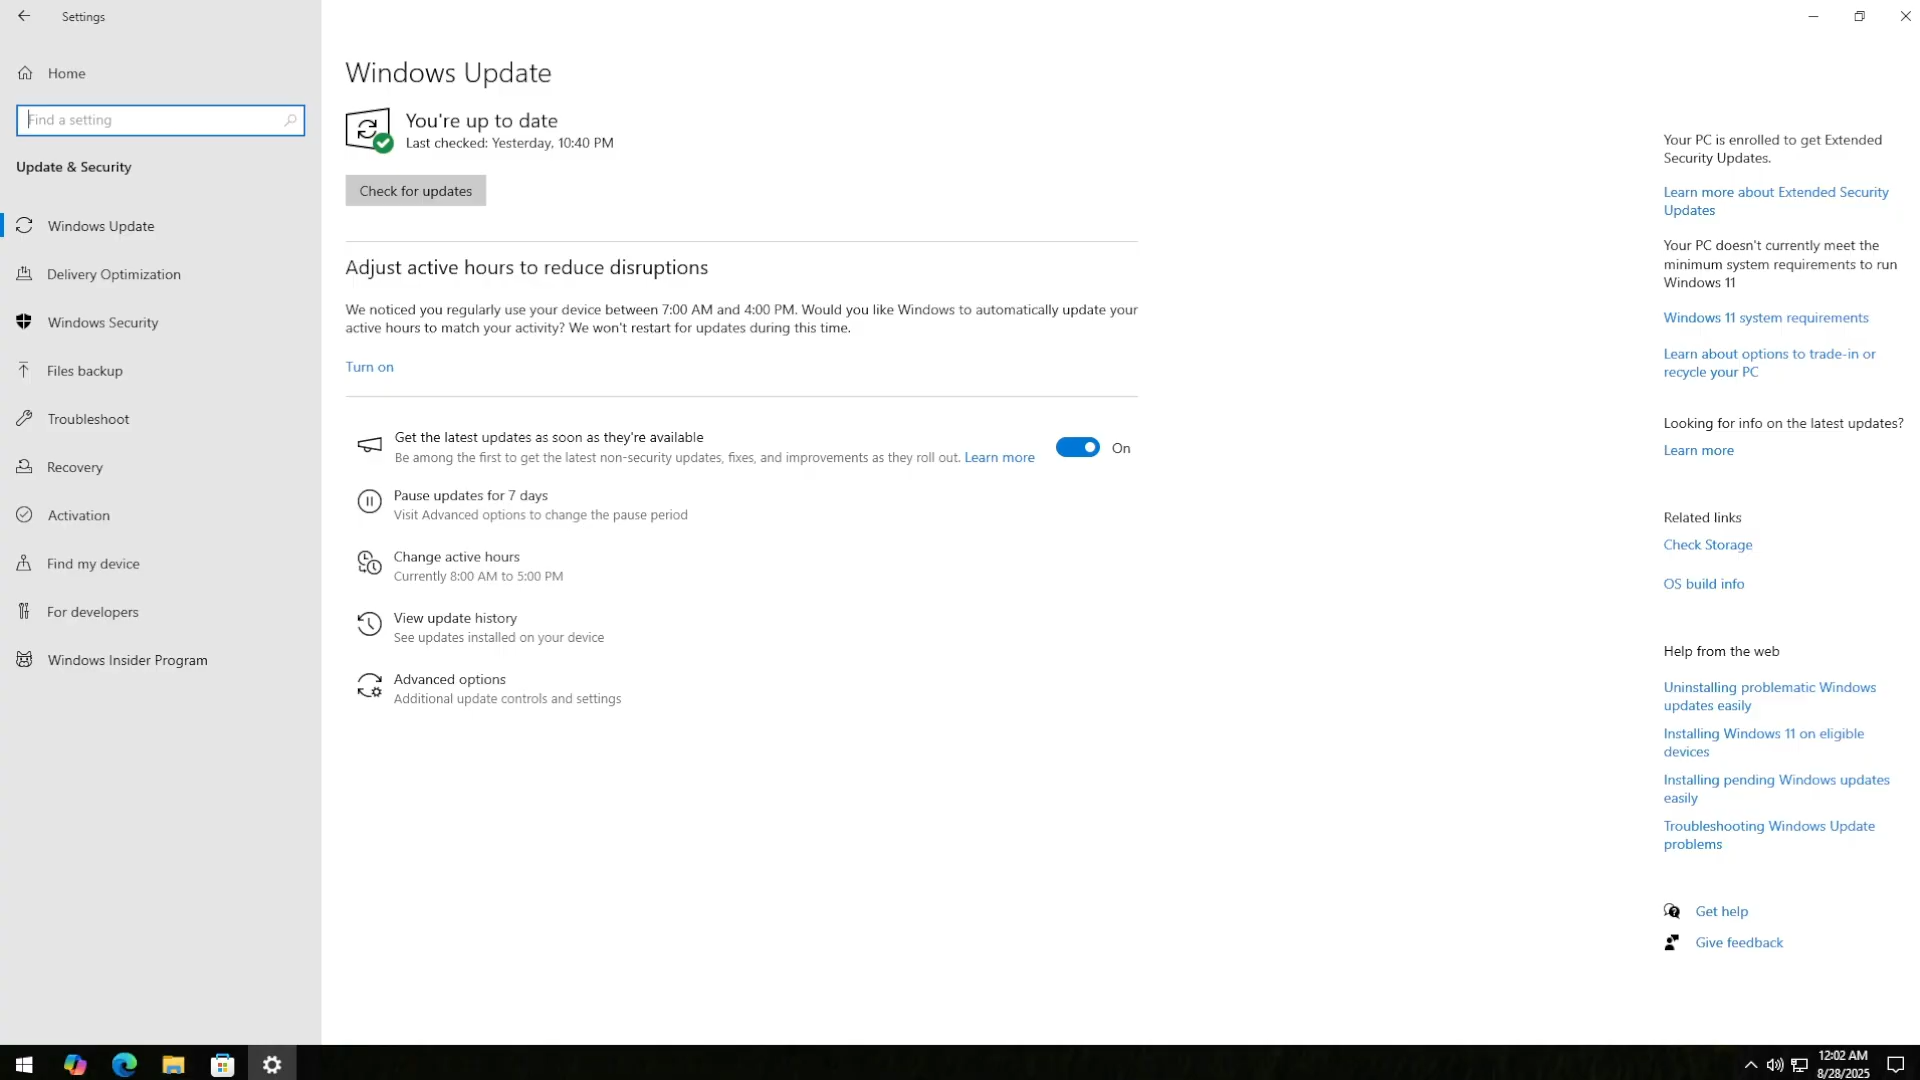 Settings
Home
Find a setting
Update & Security
Windows Update
Delivery Optimization
Windows Security
Files backup
Troubleshoot
Recovery
Activation
Find my device
For developers
Windows Insider Program
Windows Update
You're up to date
Last checked: Yesterday, 10:40 PM
Check for updates
Adjust active hours to reduce disruptions
We noticed you regularly use your device between 7:00 AM and 4:00 PM. Would you like Windows to automatically update your
active hours to match your activity? We won't restart for updates during this time.
Turn on
Get the latest updates as soon as they're available
Be among the first to get the latest non-security updates, fixes, and improvements as they roll out. Learn more
On
Pause updates for 7 days
Visit Advanced options to change the pause period
Change active hours
Currently 8:00 AM to 5:00 PM
View update history
See updates installed on your device
Advanced options
Additional update controls and settings
Your PC is enrolled to get Extended
Security Updates.
Learn more about Extended Security
Updates
Your PC doesn't currently meet the
minimum system requirements to run
Windows 11
Windows 11 system requirements
Learn about options to trade-in or
recycle your PC
Looking for info on the latest updates?
Learn more
Related links
Check Storage
OS build info
Help from the web
Uninstalling problematic Windows
updates easily
Installing Windows 11 on eligible
devices
Installing pending Windows updates
easily
Troubleshooting Windows Update
problems
Get help
Give feedback
12:02 AM
8/28/2025